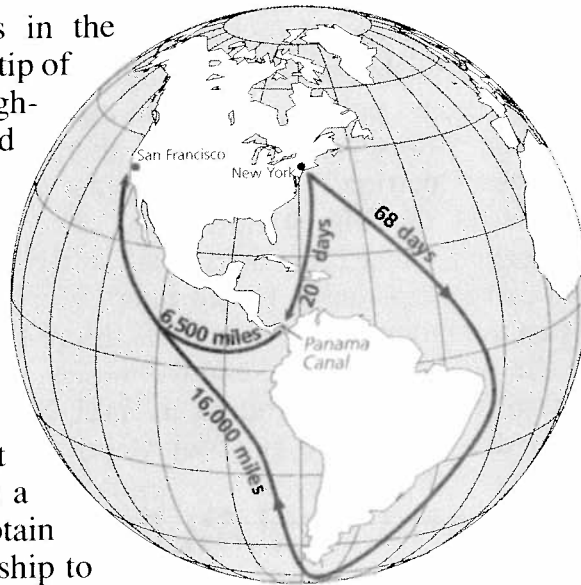 s in the
tip of
gh-
d
San Francisco
New York
68 days
20 days
6,500 miles
Panama
Canal
16,000 miles
t
a
otain
ship to